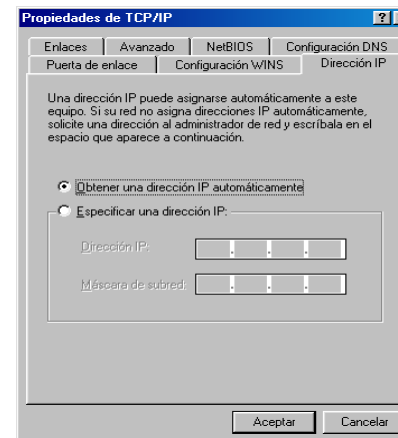 Propiedades de TCP/IP
Enlaces Avanzado NetBIOS Configuración DNS
Puerta de enlace Configuración WINS Dirección IP
Una dirección IP puede asignarse automáticamente a este
equipo. Si su red no asigna direcciones IP automáticamente,
solicite una dirección al administrador de red y escríbala en el
espacio que aparece a continuación.
Obtener una dirección IP automáticamente
Especificar una dirección IP:
Dirección IP:
Máscara de subred:
Aceptar Cancelar